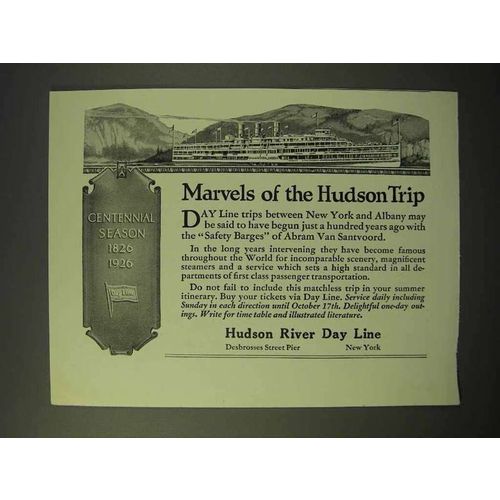 Marvels of the Hudson Trip
DAY Line trips between New York and Albany may
be said to have begun just a hundred years ago with
the "Safety Barges" of Abram Van Santvoord.
In the long years intervening they have become famous
throughout the World for incomparable scenery, magnificient
steamers and a service which sets a high standard in all de-
partments of first class passenger transportation.
Do not fail to include this matchless trip in your summer
itinerary. Buy your tickets via Day Line. Service daily including
Sunday in each direction until October 17th. Delightful one-day out-
ings. Write for time table and illustrated literature.
Hudson River Day Line
Desbrosses Street Pier New York
CENTENNIAL
SEASON
1826
1926
Day Line